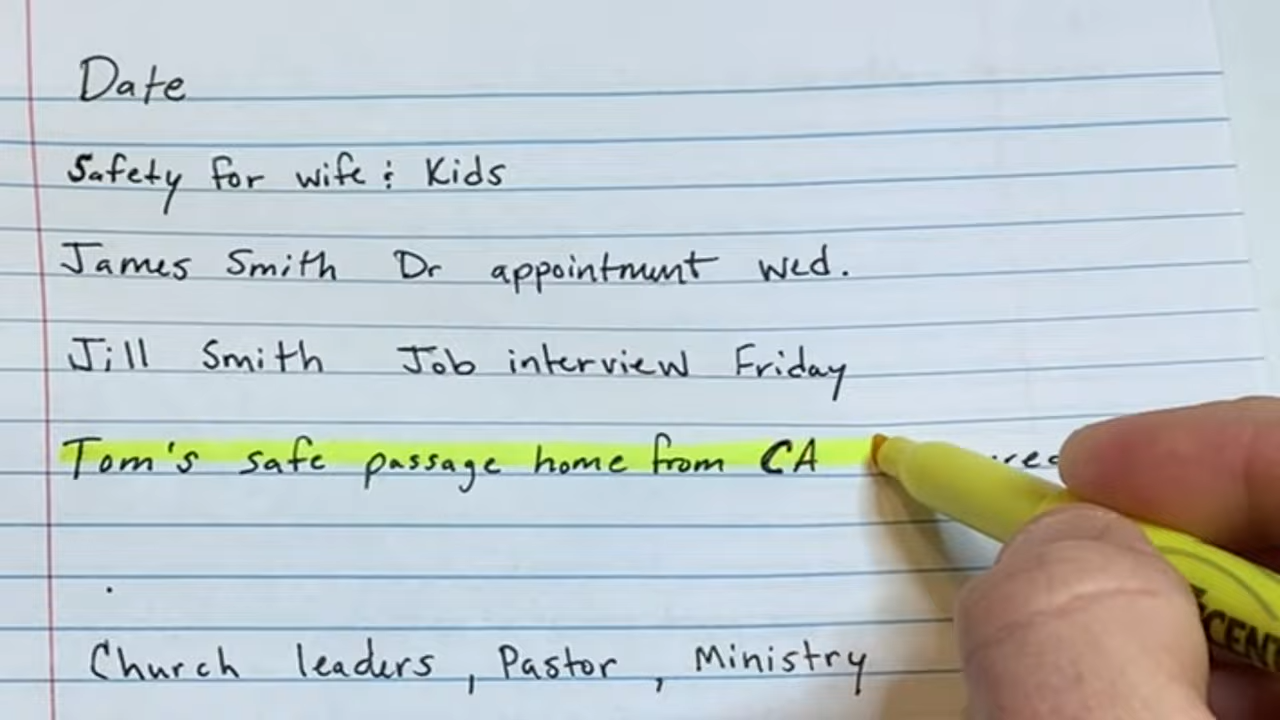 Date
Safety for wife & Kids
James Smith Dr appointment Wed.
Jill Smith Job interview Friday
Tom's safe passage home from CA
Church leaders, Pastor, Ministry